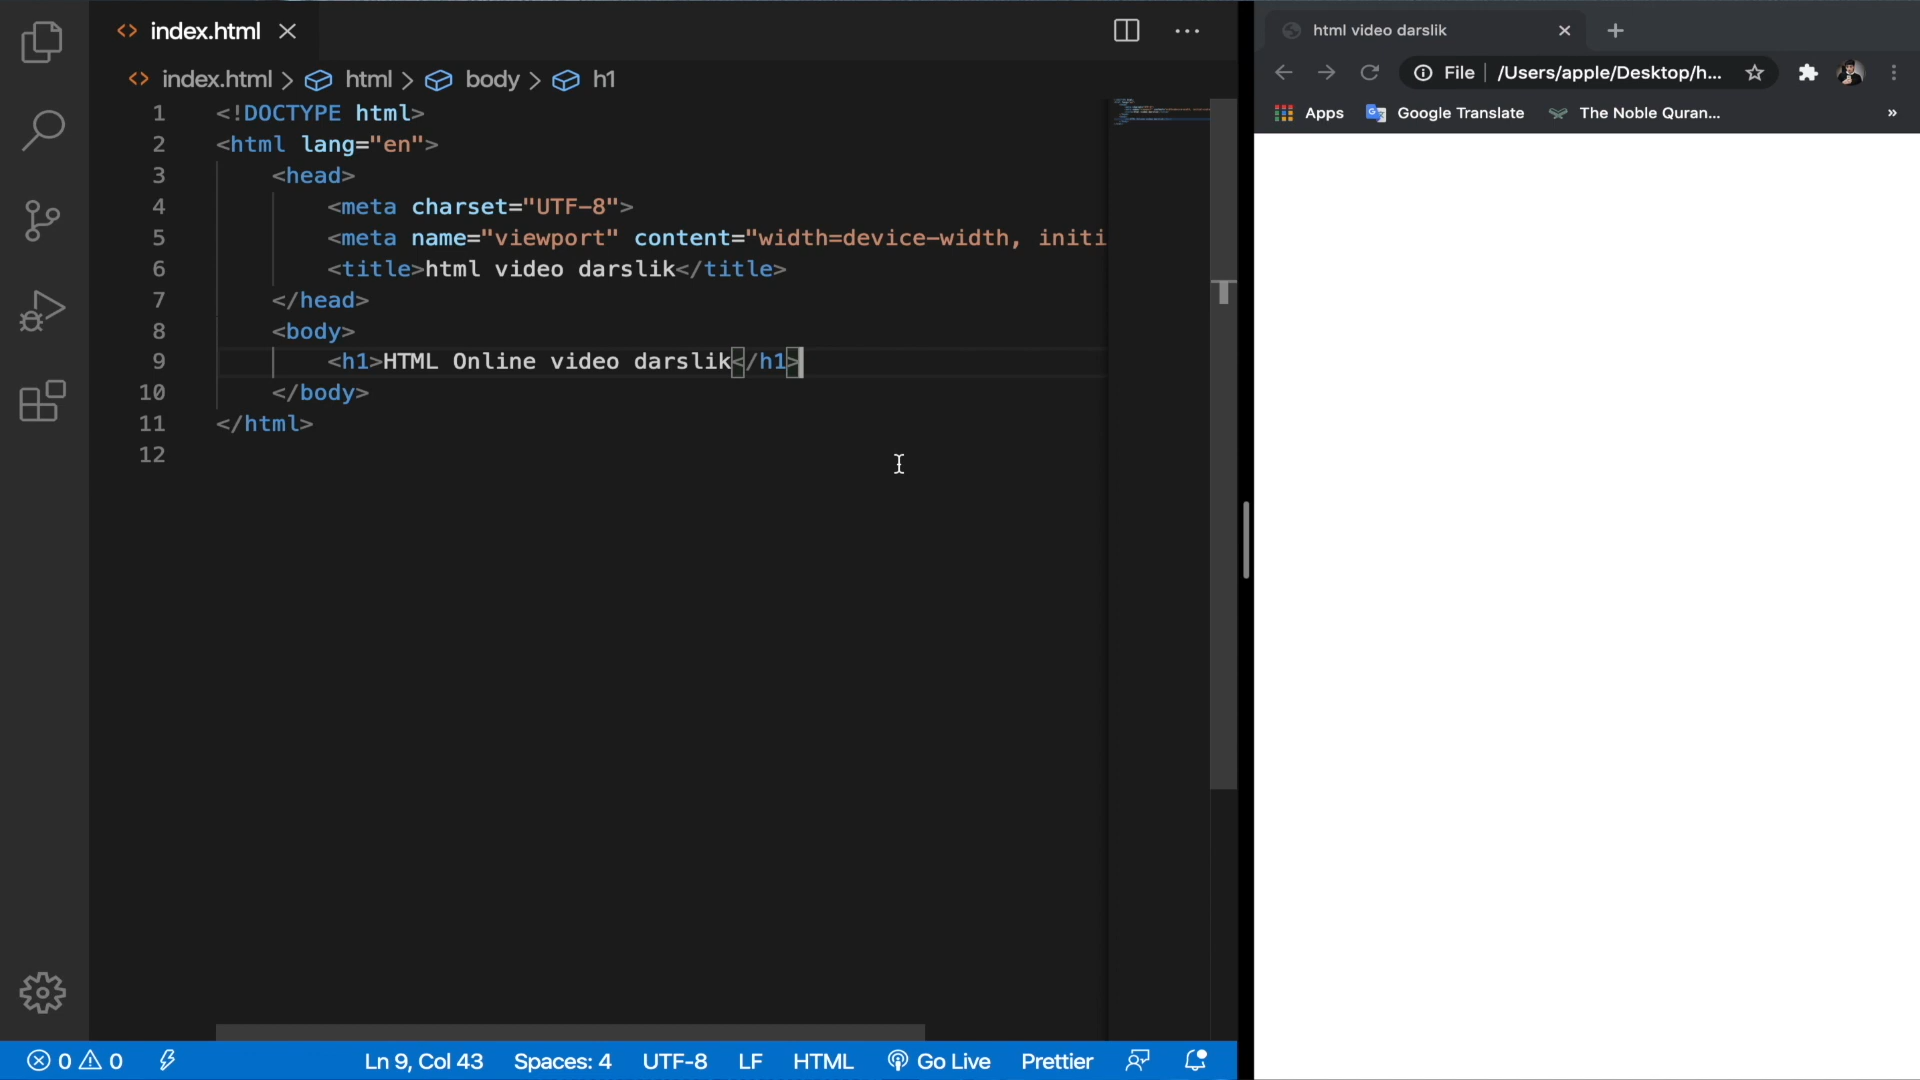 index.html
index.html > html > body > h1
1 <!DOCTYPE html>
2 <html lang="en">
3 <head>
4 <meta charset="UTF-8">
5 <meta name="viewport" content="width=device-width, initi
6 <title>html video darslik</title>
7 </head>
8 <body>
9 <h1>HTML Online video darslik</h1>
10 </body>
11 </html>
12
0 0 Ln 9, Col 43 Spaces: 4 UTF-8 LF HTML Go Live Prettier
html video darslik
File /Users/apple/Desktop/h...
Apps Google Translate The Noble Quran... »